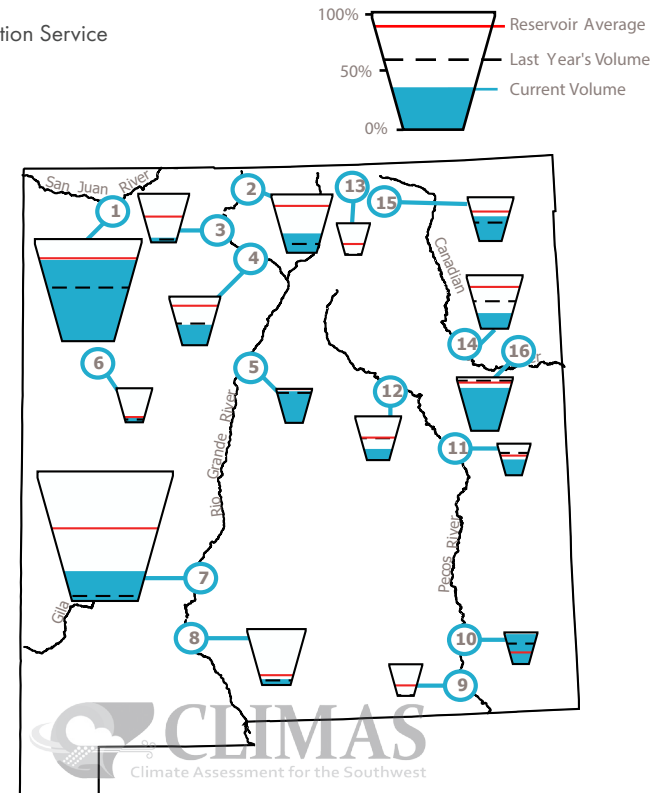 tion Service
100%
50%
0%
Reservoir Average
Last Year's Volume
Current Volume
San Juan River
1
2
3
4
13
15
Canadian
14
16
er
6
5
12
Rio Grande River
11
Pecos River
7
Gila
8
10
9
CLIMAS
Climate Assessment for the Southwest